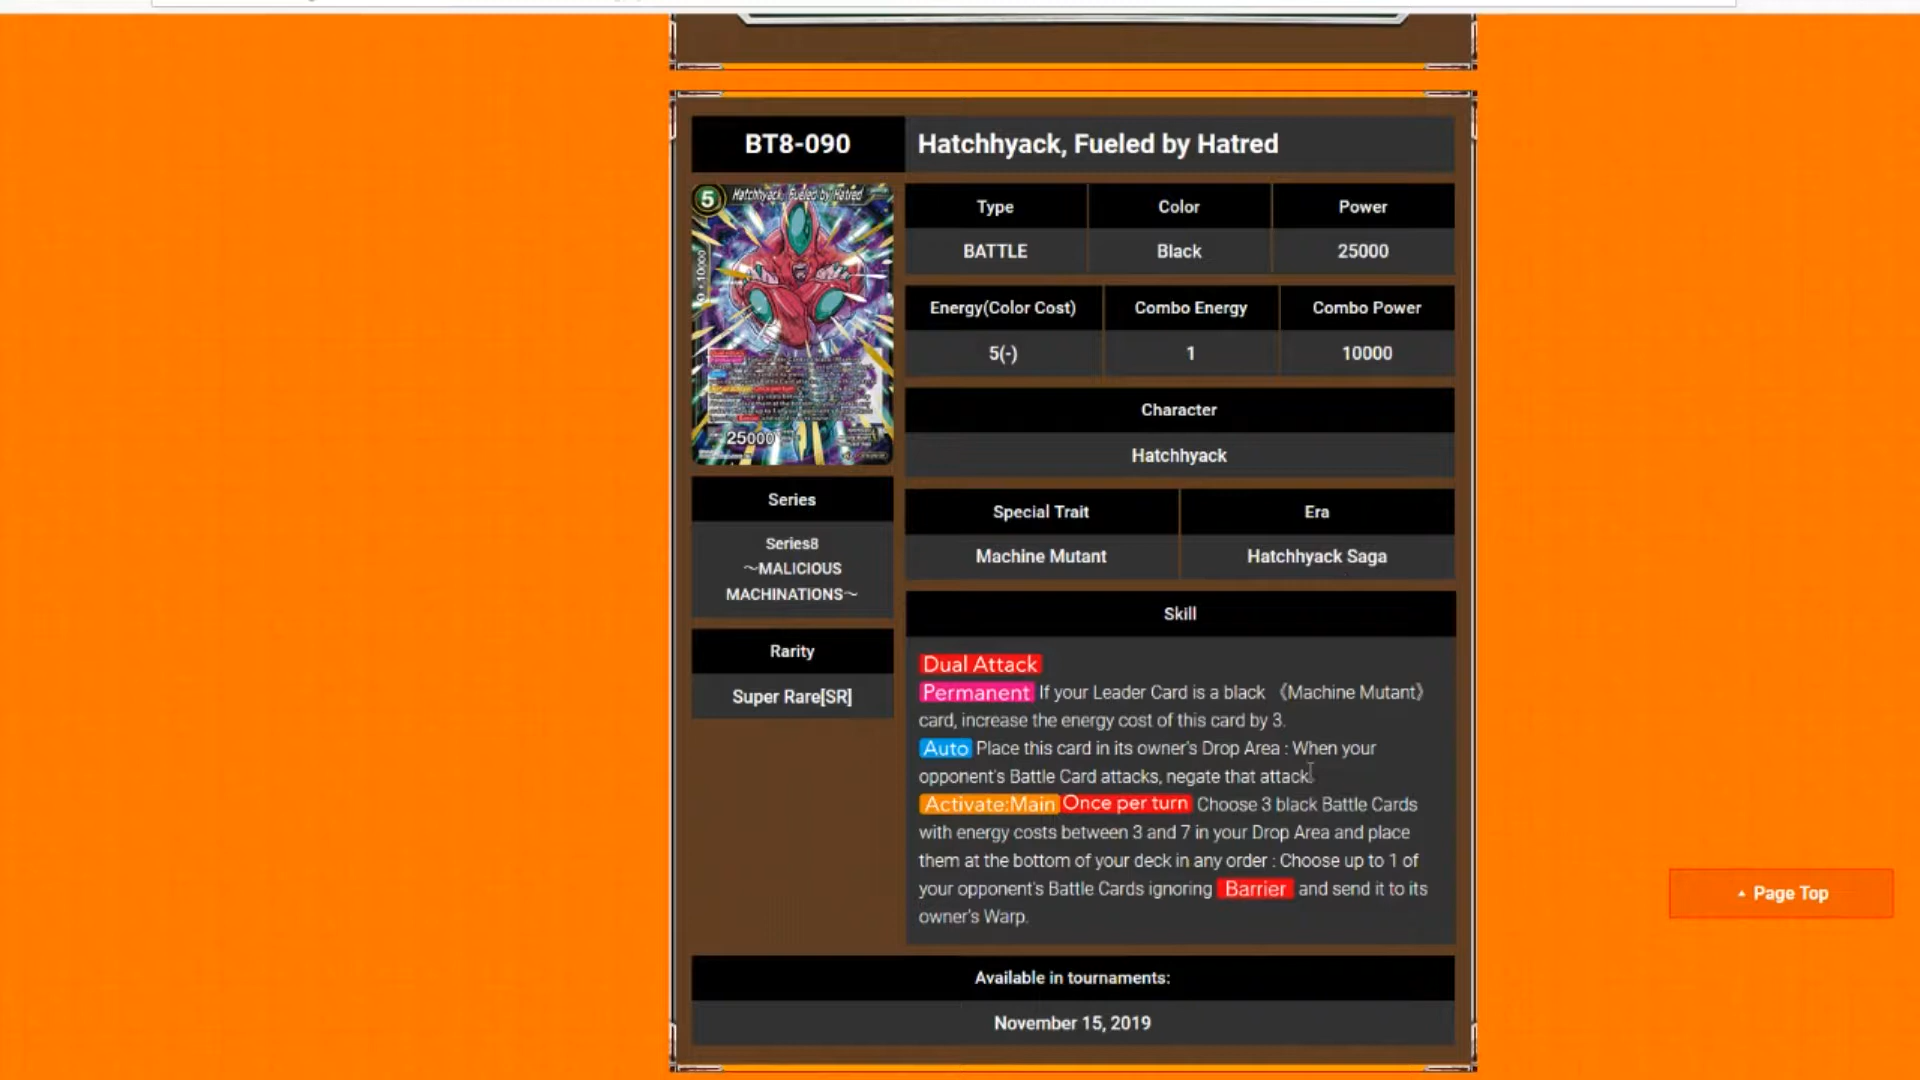 BT8-090
Hatchhyack, Fueled by Hatred
5
Hatchhyack, Fueled by Hatred
25000
Type
Color
Power
BATTLE
Black
25000
Energy(Color Cost)
Combo Energy
Combo Power
5(-)
1
10000
Character
Hatchhyack
Series
Series8
～MALICIOUS
MACHINATIONS～
Rarity
Super Rare[SR]
Special Trait
Era
Machine Mutant
Hatchhyack Saga
Skill
Dual Attack
Permanent If your Leader Card is a black 《Machine Mutant》
card, increase the energy cost of this card by 3.
Auto Place this card in its owner's Drop Area : When your
opponent's Battle Card attacks, negate that attack.
Activate:Main Once per turn Choose 3 black Battle Cards
with energy costs between 3 and 7 in your Drop Area and place
them at the bottom of your deck in any order : Choose up to 1 of
your opponent's Battle Cards ignoring Barrier and send it to its
owner's Warp.
Page Top
Available in tournaments:
November 15, 2019